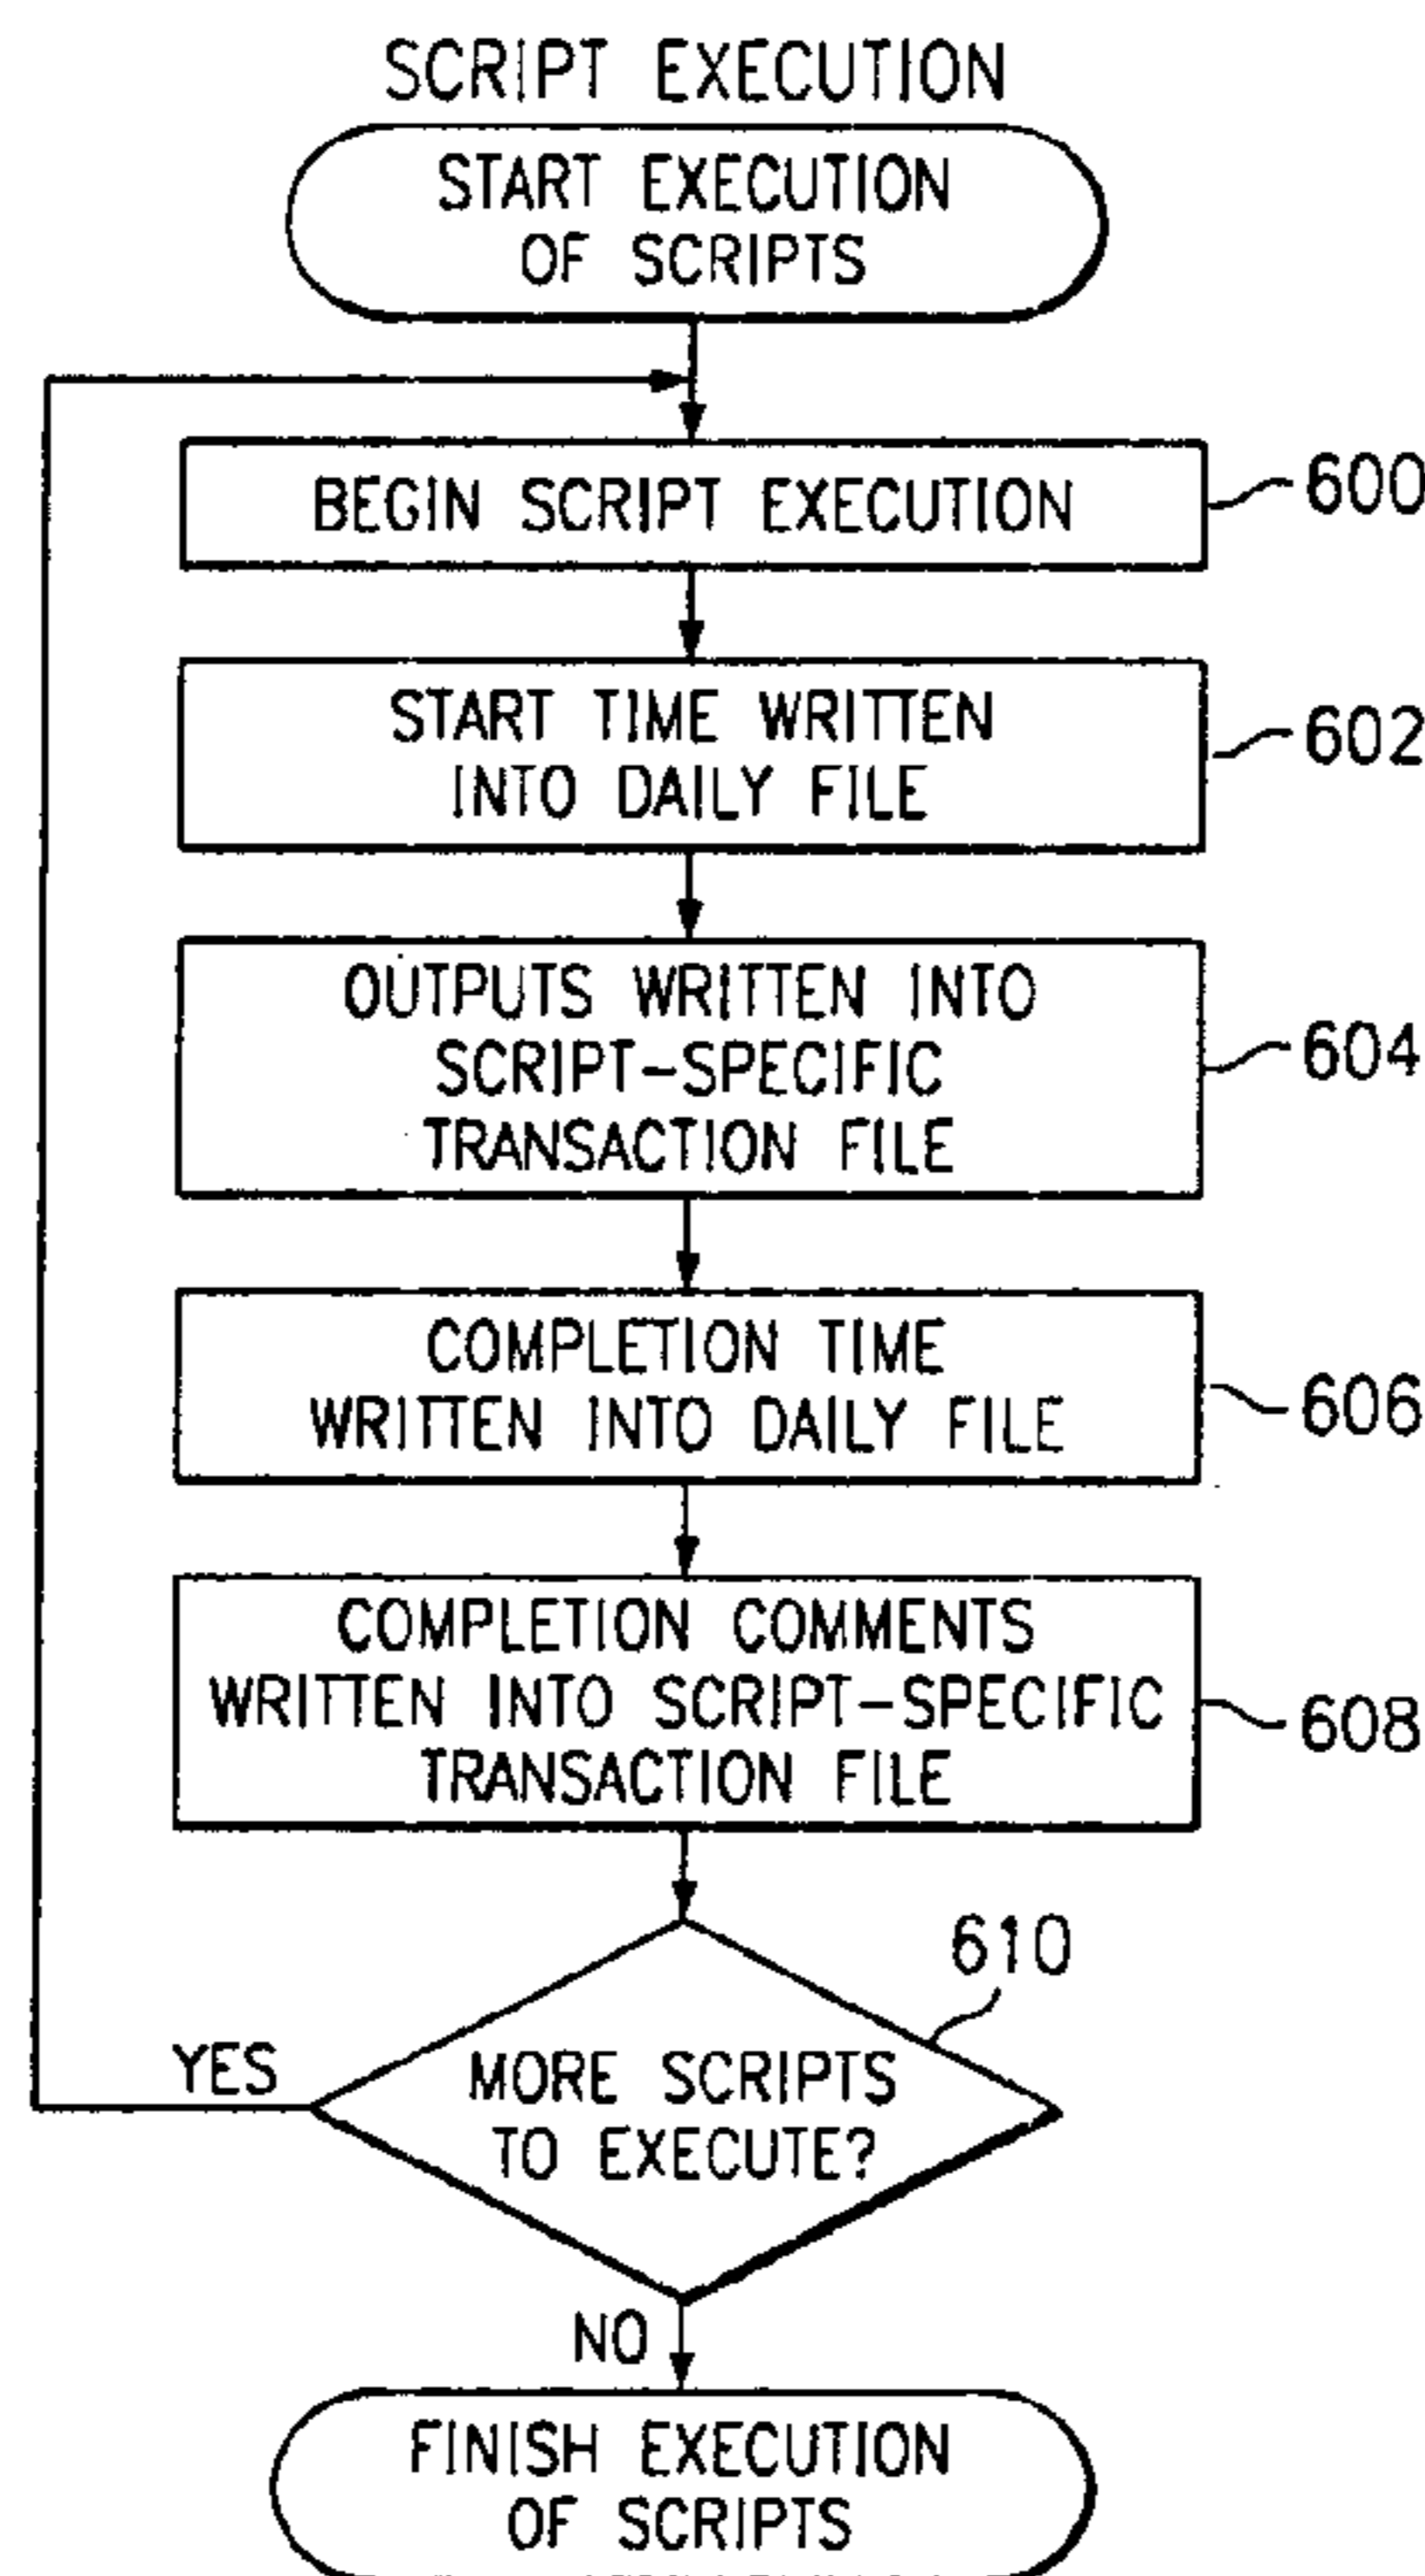 SCRIPT EXECUTION
START EXECUTION
OF SCRIPTS
BEGIN SCRIPT EXECUTION
600
START TIME WRITTEN
INTO DAILY FILE
602
OUTPUTS WRITTEN INTO
SCRIPT-SPECIFIC
TRANSACTION FILE
604
COMPLETION TIME
WRITTEN INTO DAILY FILE
606
COMPLETION COMMENTS
WRITTEN INTO SCRIPT-SPECIFIC
TRANSACTION FILE
608
610
MORE SCRIPTS
TO EXECUTE?
YES
NO
FINISH EXECUTION
OF SCRIPTS